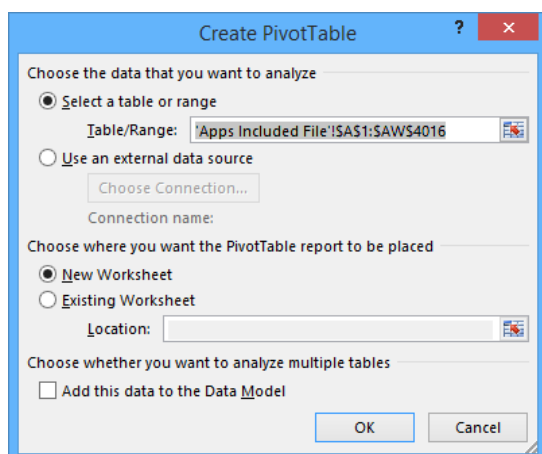 Create PivotTable
?
×
Choose the data that you want to analyze
Select a table or range
Table/Range: 'Apps Included File'!$A$1:$AW$4016
Use an external data source
Choose Connection...
Connection name:
Choose where you want the PivotTable report to be placed
New Worksheet
Existing Worksheet
Location:
Choose whether you want to analyze multiple tables
Add this data to the Data Model
OK Cancel